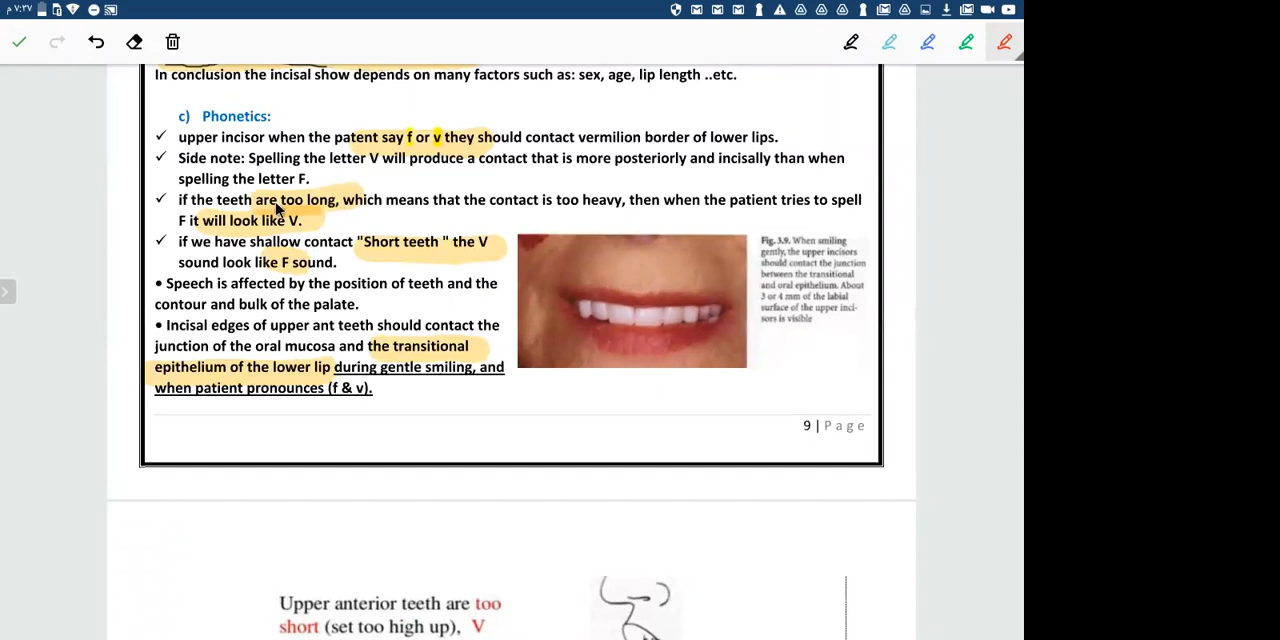 م ٧:٢٧
In conclusion the incisal show depends on many factors such as: sex, age, lip length ..etc.
c) Phonetics:
✓ upper incisor when the patent say f or v they should contact vermilion border of lower lips.
✓ Side note: Spelling the letter V will produce a contact that is more posteriorly and incisally than when
spelling the letter F.
✓ if the teeth are too long, which means that the contact is too heavy, then when the patient tries to spell
F it will look like V.
✓ if we have shallow contact "Short teeth " the V
sound look like F sound.
• Speech is affected by the position of teeth and the
contour and bulk of the palate.
• Incisal edges of upper ant teeth should contact the
junction of the oral mucosa and the transitional
epithelium of the lower lip during gentle smiling, and
when patient pronounces (f & v).
Fig. 3.9. When smiling
gently, the upper incisors
should contact the junction
between the transitional
and oral epithelium. About
3 or 4 mm of the labial
surface of the upper inci-
sors is visible
9 | Page
Upper anterior teeth are too
short (set too high up), V